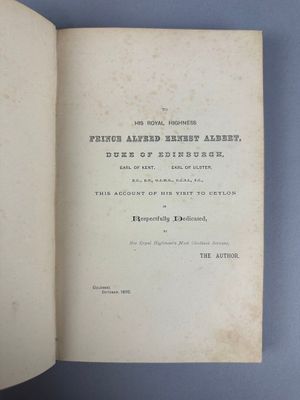 TO
HIS ROYAL HIGHNESS
PRINCE ALFRED ERNEST ALBERT,
DUKE OF EDINBURGH,
EARL OF KENT, EARL OF ULSTER,
THIS ACCOUNT OF HIS VISIT TO CEYLON
IS
Respectfully Dedicated,
BY
His Royal Highness's Most Obedient Servant,
THE AUTHOR.
COLOMBO,
OCTOBER, 1870.